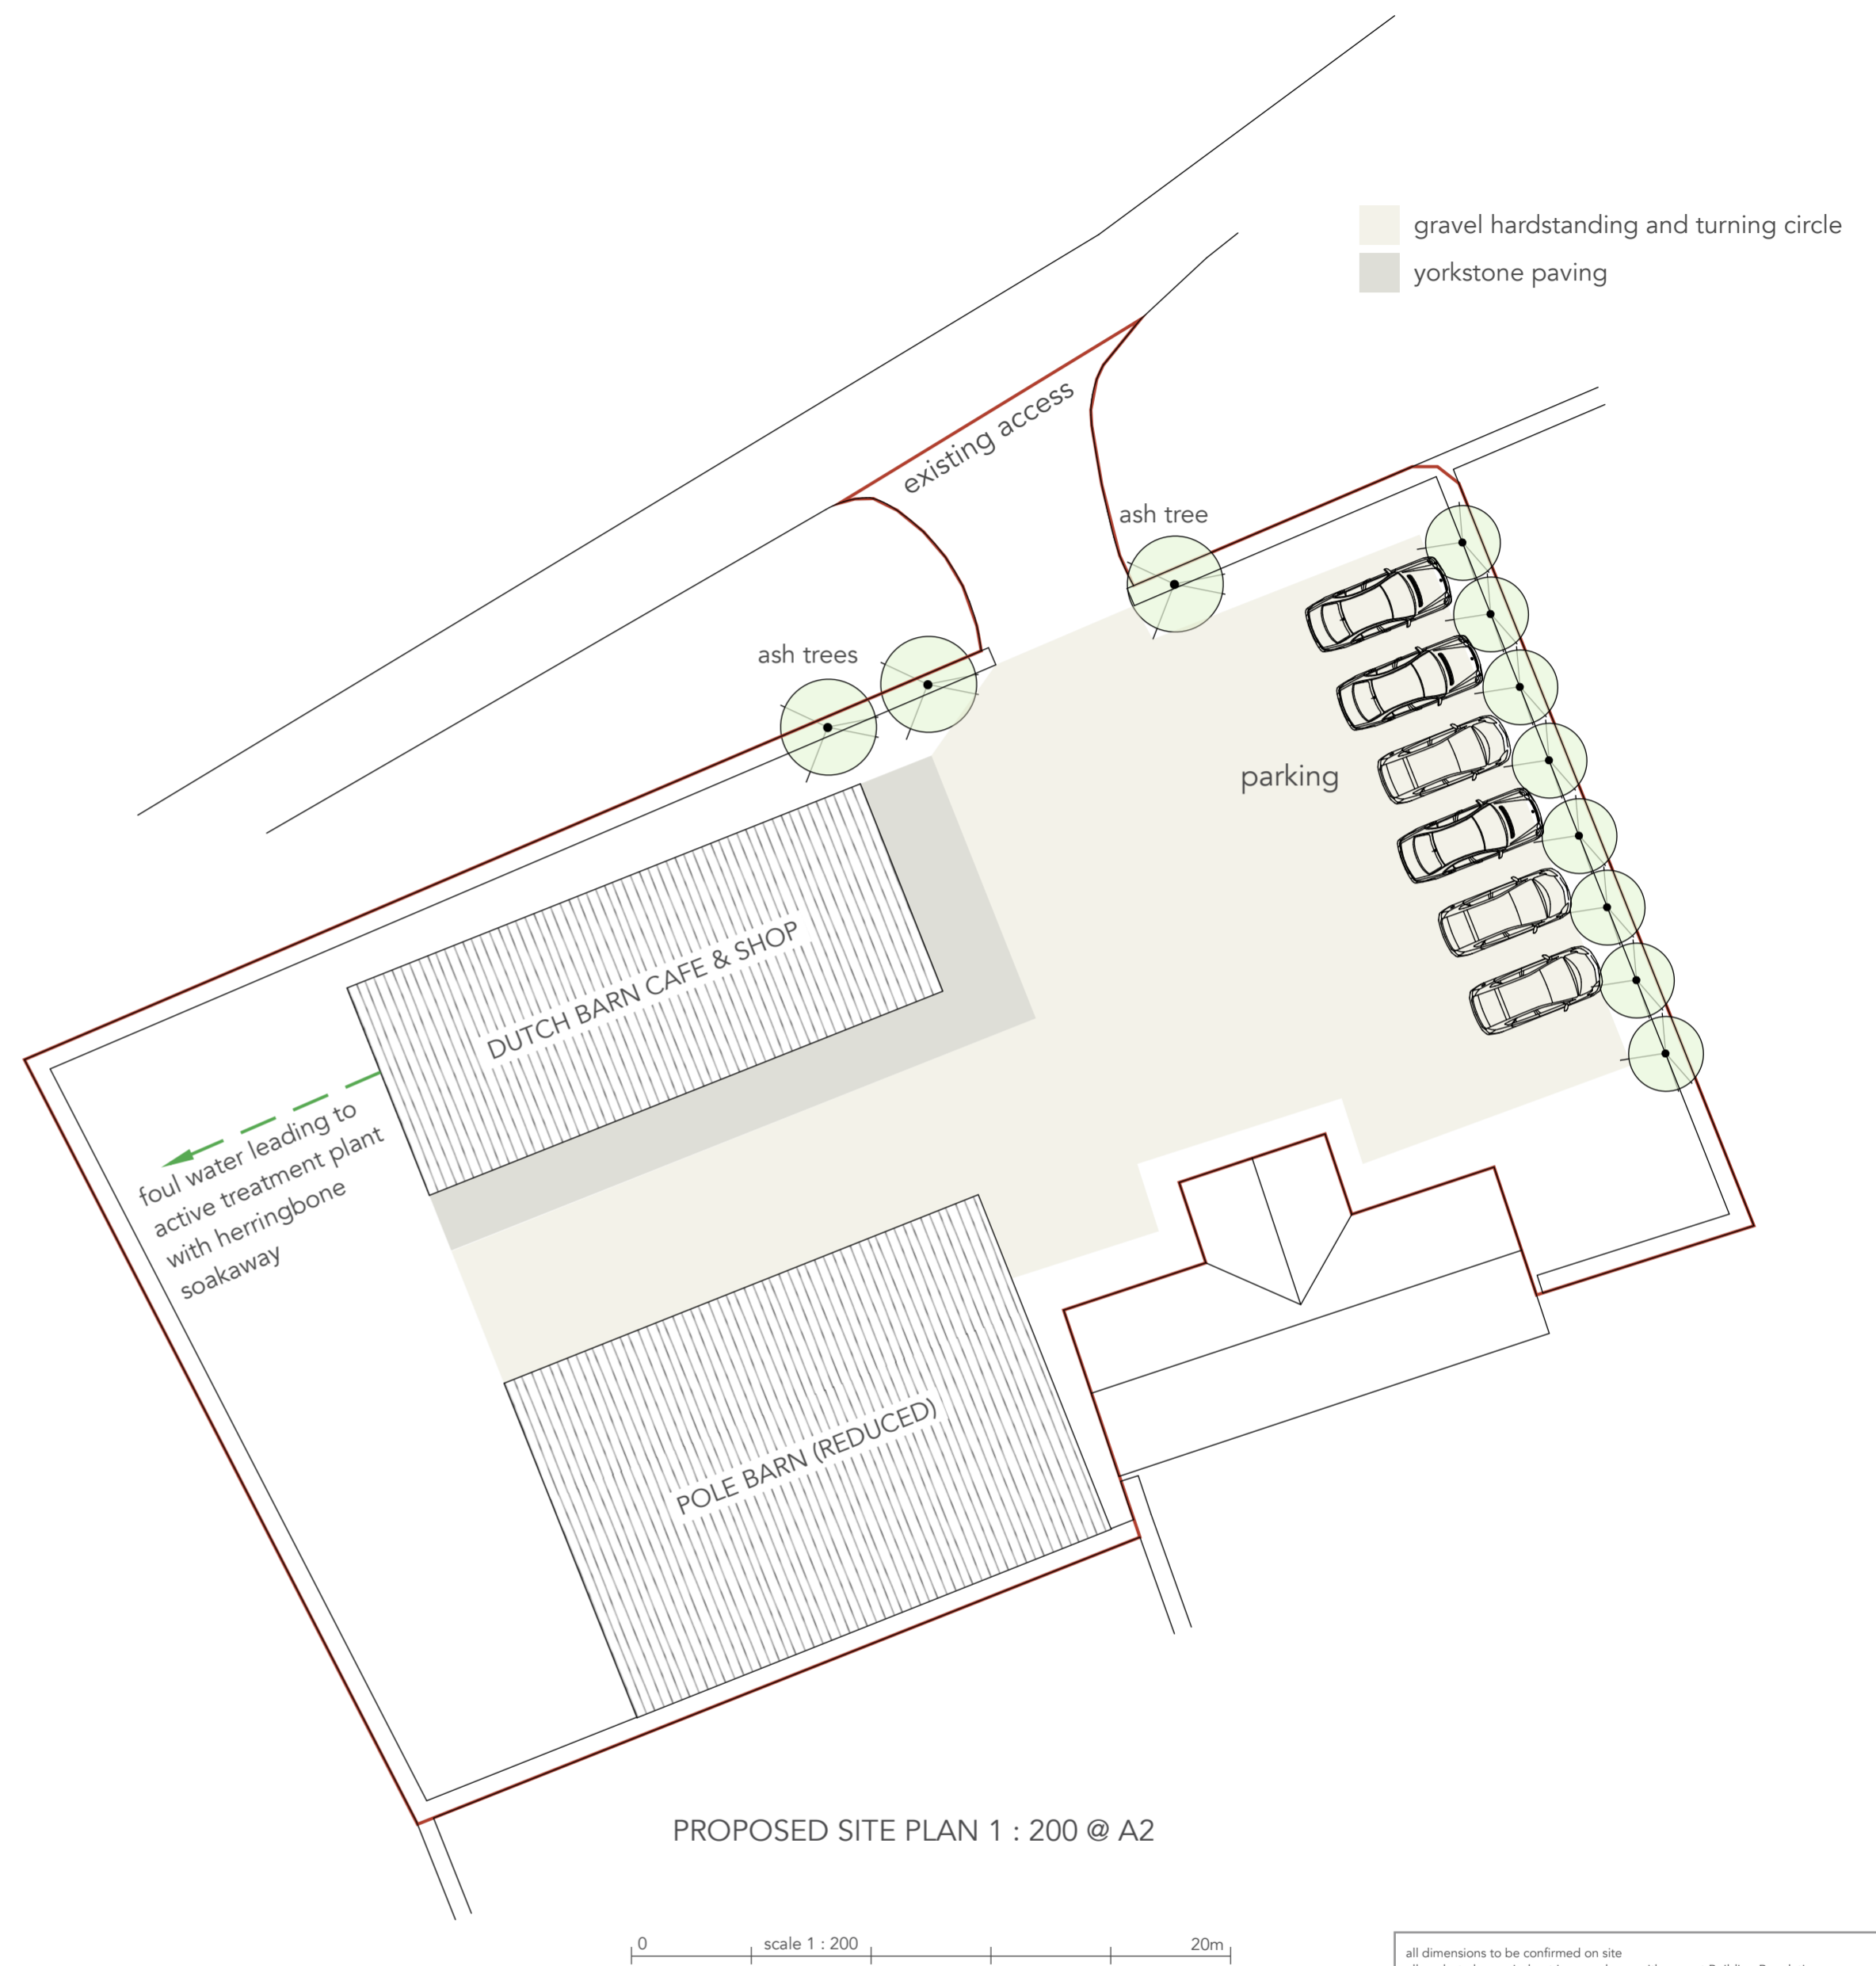 gravel hardstanding and turning circle
yorkstone paving
existing access
ash tree
ash trees
parking
DUTCH BARN CAFE & SHOP
foul water leading to
active treatment plant
with herringbone
soakaway
POLE BARN (REDUCED)
PROPOSED SITE PLAN 1 : 200 @ A2
0
scale 1 : 200
20m
all dimensions to be confirmed on site